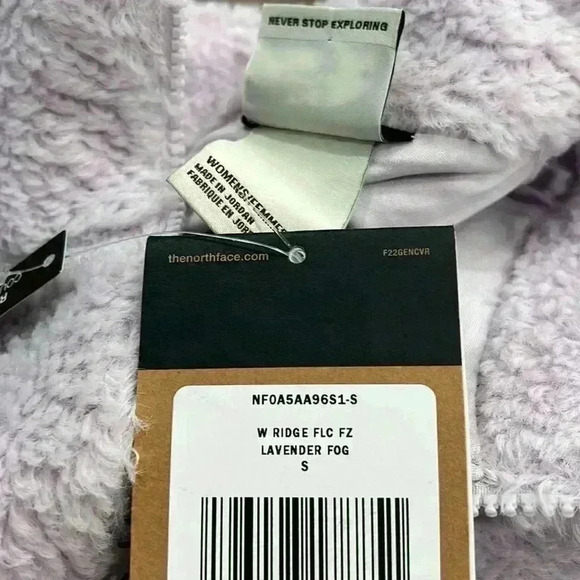 NEVER STOP EXPLORING
WOMENS/FEMMES
MADE IN JORDAN
FABRIQUE EN JOR
thenorthface.com
F22GENCVR
NF0A5AA96S1-S
W RIDGE FLC FZ
LAVENDER FOG
S